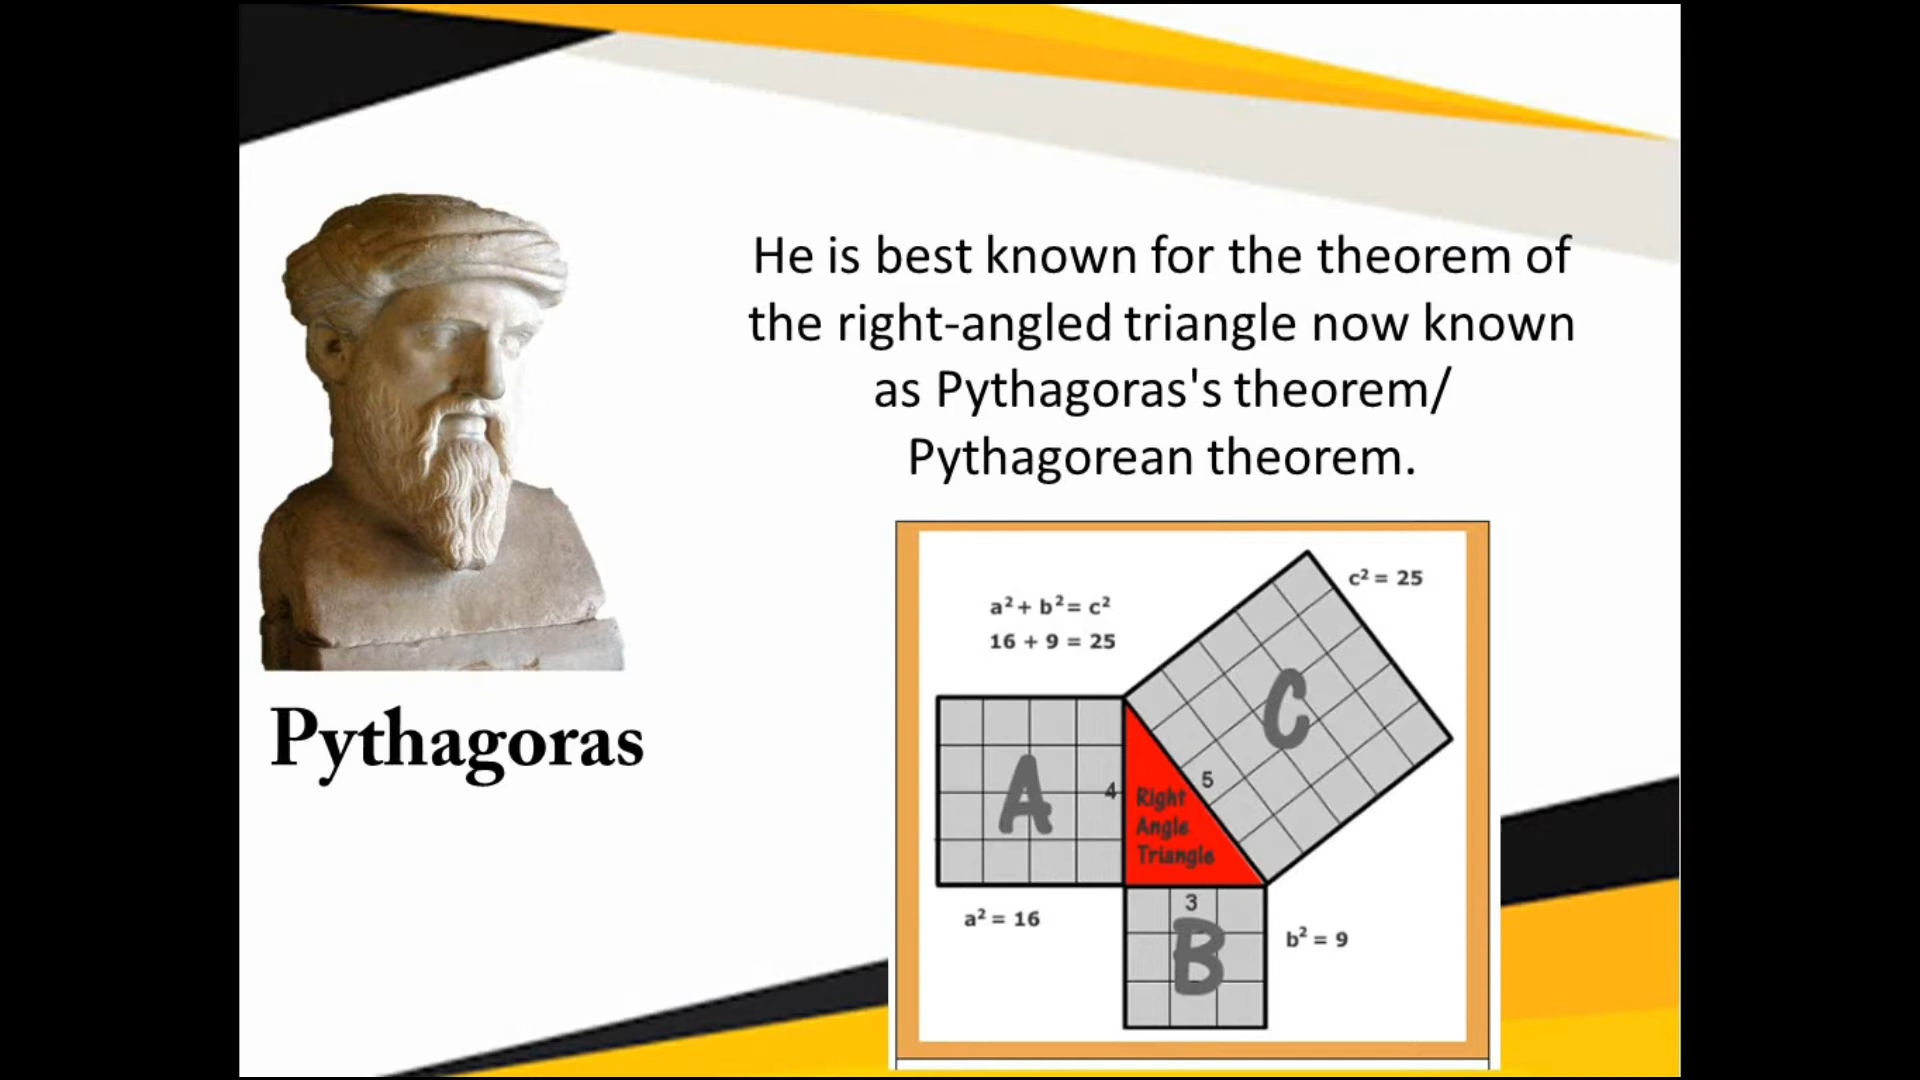 He is best known for the theorem of
the right-angled triangle now known
as Pythagoras's theorem/
Pythagorean theorem.
Pythagoras
a² + b² = c²
16 + 9 = 25
c² = 25
C
A
4
5
Right
Angle
Triangle
a² = 16
3
B
b² = 9